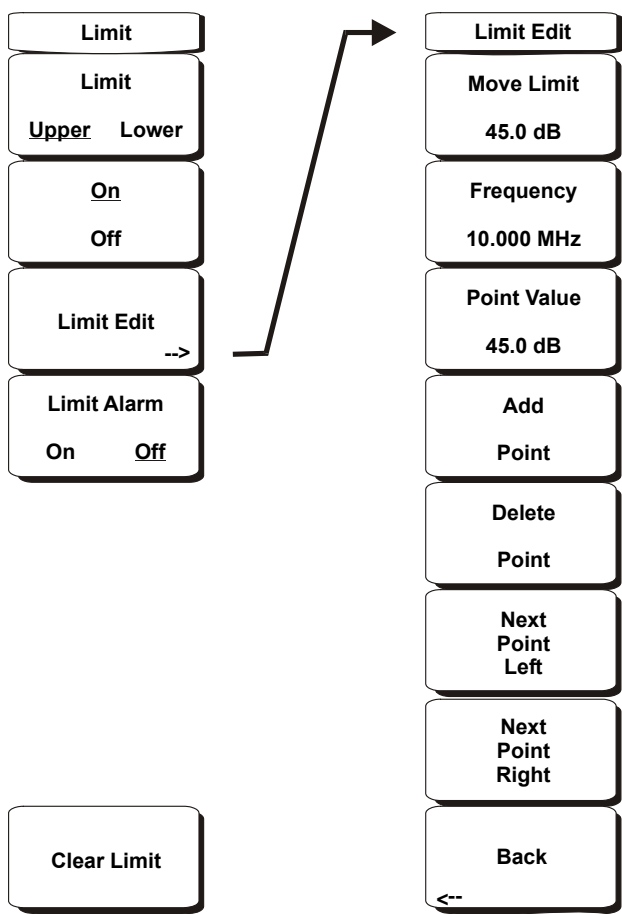 Limit
Limit
Upper Lower
On
Off
Limit Edit
-->
Limit Alarm
On Off
Clear Limit
Limit Edit
Move Limit
45.0 dB
Frequency
10.000 MHz
Point Value
45.0 dB
Add
Point
Delete
Point
Next
Point
Left
Next
Point
Right
Back
<--